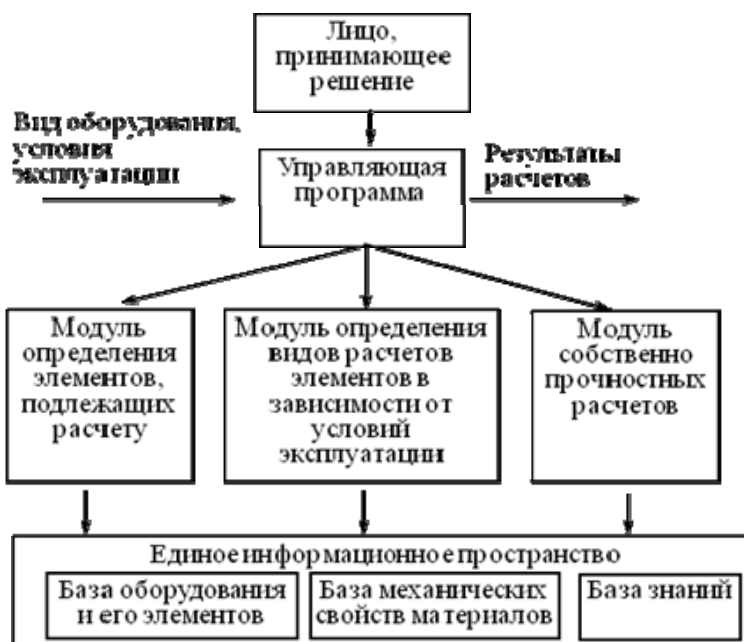 Лицо,
принимающее
решение
Вид оборудования,
условия
эксплуатации
Управляющая
программа
Результаты
расчетов
Модуль
определения
элементов,
подлежащих
расчету
Модуль определения
видов расчетов
элементов в
зависимости от
условий
эксплуатации
Модуль
собственно
прочностных
расчетов
Единое информационное пространство
База оборудования
и его элементов
База механических
свойств материалов
База знаний